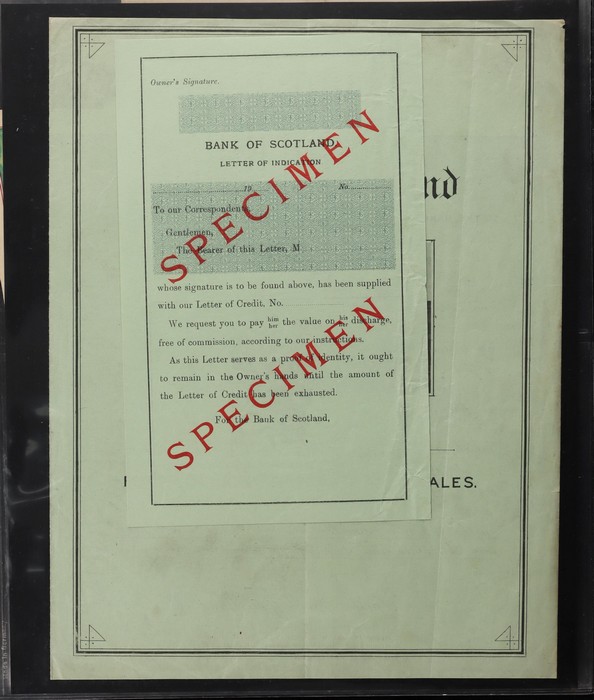 Owner's Signature.
BANK OF SCOTLAND,
LETTER OF INDICATION
19 No.
To our Correspondents,
Gentlemen,
The Bearer of this Letter, M
whose signature is to be found above, has been supplied
with our Letter of Credit, No.
We request you to pay him her the value on his her discharge,
free of commission, according to our instructions.
As this Letter serves as a proof of identity, it ought
to remain in the Owner's hands until the amount of
the Letter of Credit has been exhausted.
For the Bank of Scotland,
SPECIMEN
SPECIMEN
nd
ALES.